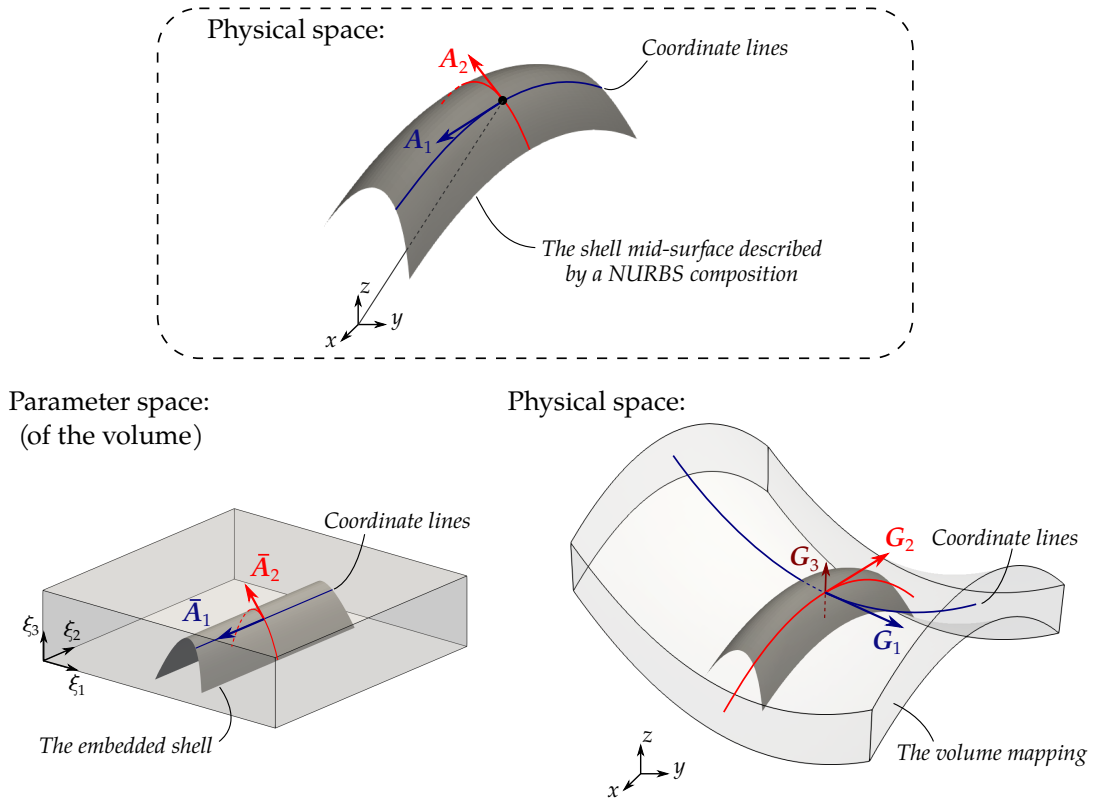 Physical space:
Coordinate lines
A₂
A₁
The shell mid-surface described
by a NURBS composition
z
y
x
Parameter space:
(of the volume)
Physical space:
Coordinate lines
Ā₂
Ā₁
ξ₃
ξ₂
ξ₁
The embedded shell
G₂
Coordinate lines
G₃
G₁
The volume mapping
z
y
x